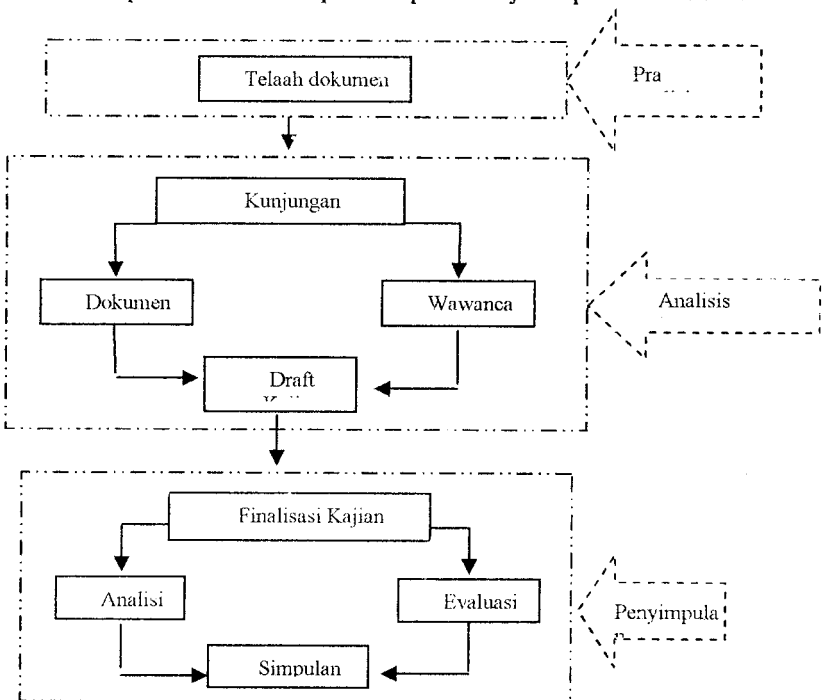 Telaah dokumen
Pra
Kunjungan
Dokumen
Wawanca
Analisis
Draft
Finalisasi Kajian
Analisi
Evaluasi
Penyimpula
Simpulan